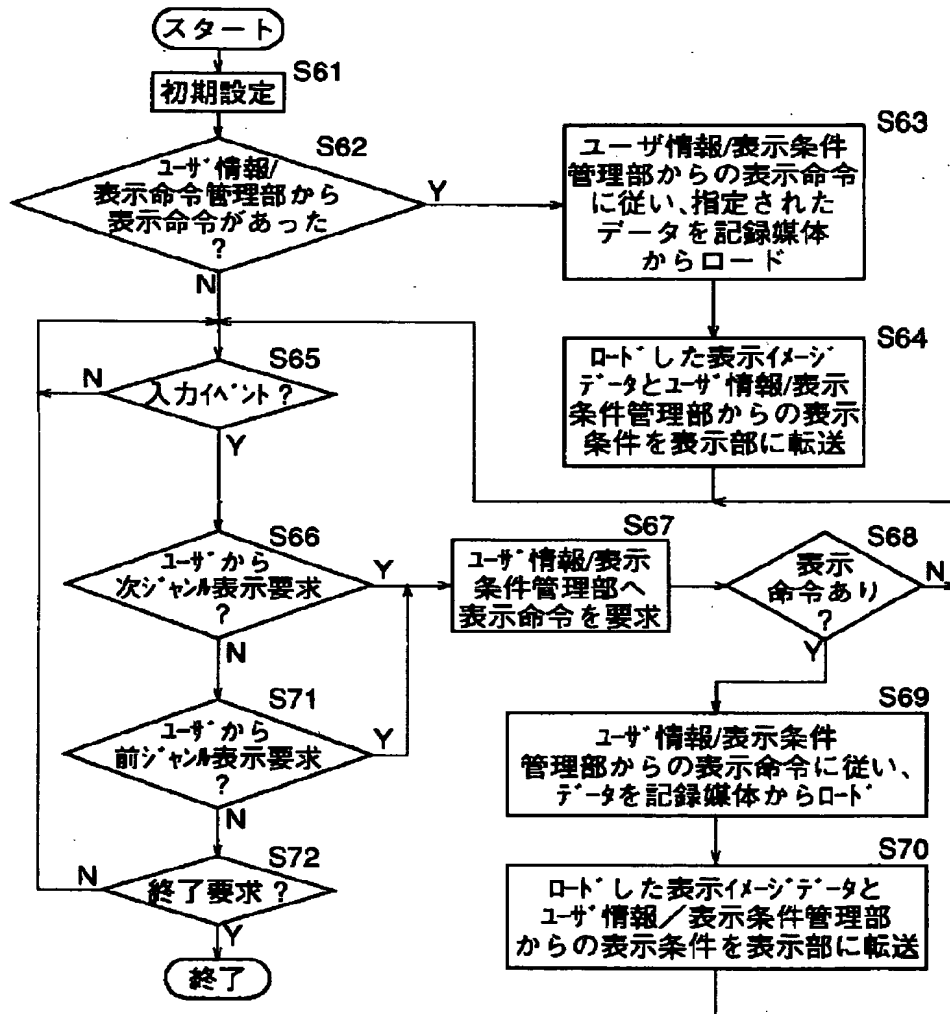 スタート
S61
初期設定
S62
ユーザ情報/
表示命令管理部から
表示命令があった
?
Y
N
S63
ユーザ情報/表示条件
管理部からの表示命令
に従い、指定された
データを記録媒体
からロード
S64
ロードした表示イメージ
データとユーザ情報/表示
条件管理部からの表示
条件を表示部に転送
S65
入力イベント?
N
Y
S66
ユーザから
次ジャンル表示要求
?
Y
N
S67
ユーザ情報/表示
条件管理部へ
表示命令を要求
S68
表示
命令あり
?
N
Y
S69
ユーザ情報/表示条件
管理部からの表示命令に従い、
データを記録媒体からロード
S70
ロードした表示イメージデータと
ユーザ情報/表示条件管理部
からの表示条件を表示部に転送
S71
ユーザから
前ジャンル表示要求
?
Y
N
S72
終了要求?
N
Y
終了